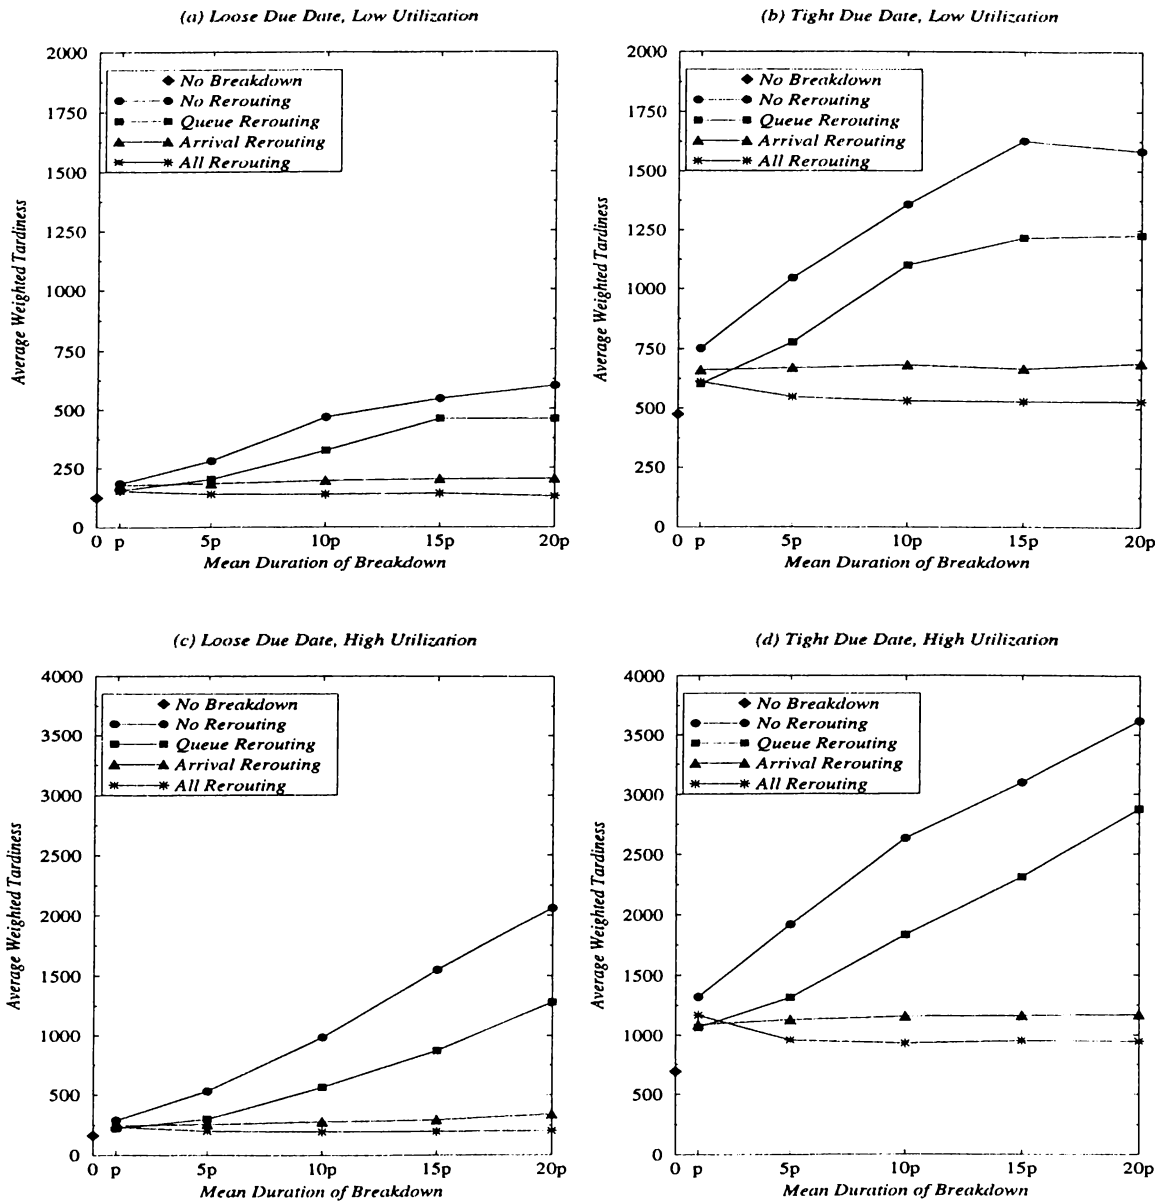 (a) Loose Due Date, Low Utilization
2000
1750
1500
1250
1000
750
500
250
0
Average Weighted Tardiness
No Breakdown
No Rerouting
Queue Rerouting
Arrival Rerouting
All Rerouting
0 p 5p 10p 15p 20p
Mean Duration of Breakdown
(b) Tight Due Date, Low Utilization
2000
1750
1500
1250
1000
750
500
250
0
Average Weighted Tardiness
No Breakdown
No Rerouting
Queue Rerouting
Arrival Rerouting
All Rerouting
0 p 5p 10p 15p 20p
Mean Duration of Breakdown
(c) Loose Due Date, High Utilization
4000
3500
3000
2500
2000
1500
1000
500
0
Average Weighted Tardiness
No Breakdown
No Rerouting
Queue Rerouting
Arrival Rerouting
All Rerouting
0 p 5p 10p 15p 20p
Mean Duration of Breakdown
(d) Tight Due Date, High Utilization
4000
3500
3000
2500
2000
1500
1000
500
0
Average Weighted Tardiness
No Breakdown
No Rerouting
Queue Rerouting
Arrival Rerouting
All Rerouting
0 p 5p 10p 15p 20p
Mean Duration of Breakdown